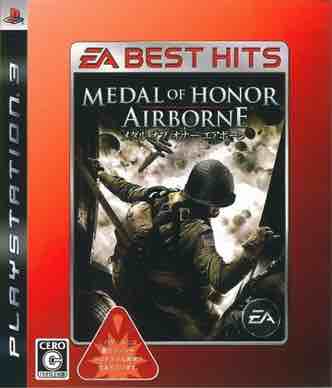 PLAYSTATION 3
EA BEST HITS
MEDAL OF HONOR
AIRBORNE
メダル オブ オナー エアボーン
EA
CERO
C